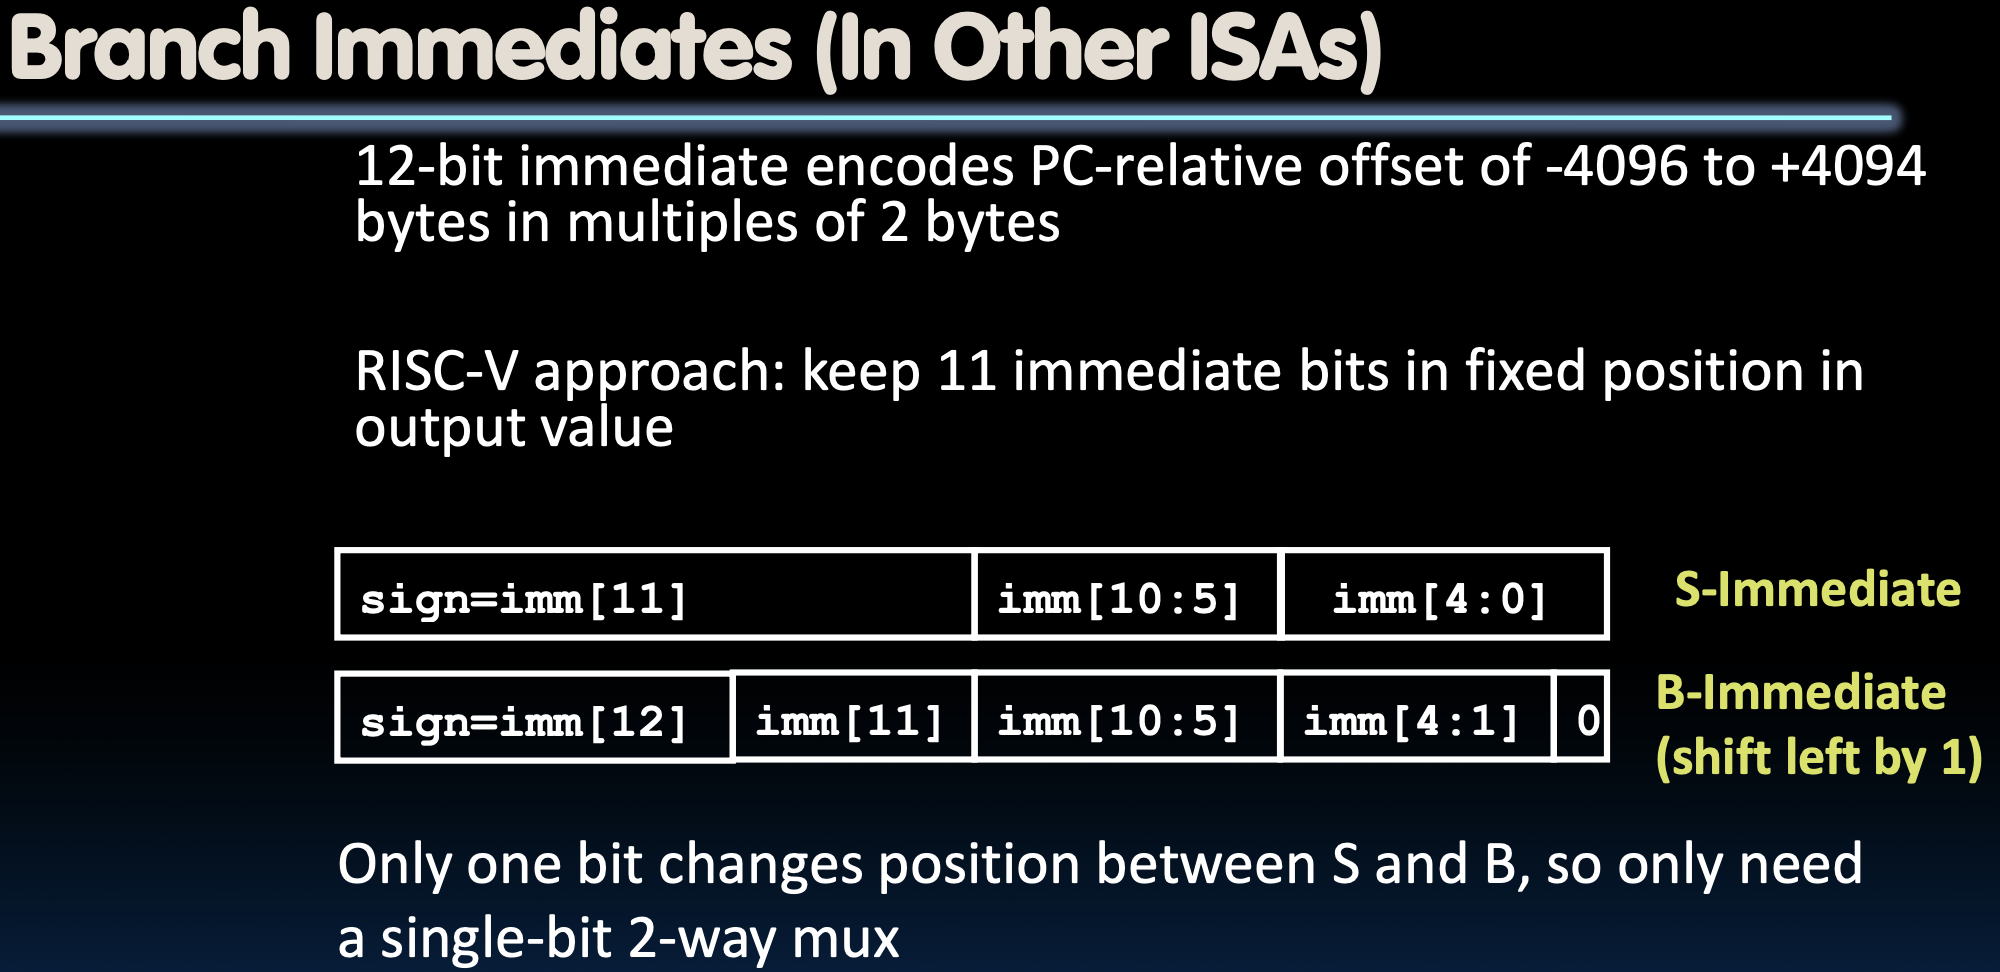 Branch Immediates (In Other ISAs)
12-bit immediate encodes PC-relative offset of -4096 to +4094
bytes in multiples of 2 bytes
RISC-V approach: keep 11 immediate bits in fixed position in
output value
sign=imm[11] imm[10:5] imm[4:0] S-Immediate
sign=imm[12] imm[11] imm[10:5] imm[4:1] 0 B-Immediate
(shift left by 1)
Only one bit changes position between S and B, so only need
a single-bit 2-way mux